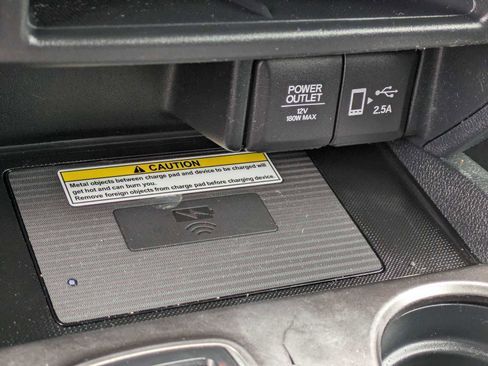 POWER
OUTLET
12V
180W MAX
2.5A
CAUTION
Metal objects between charge pad and device to be charged will
get hot and can burn you.
Remove foreign objects from charge pad before charging device.